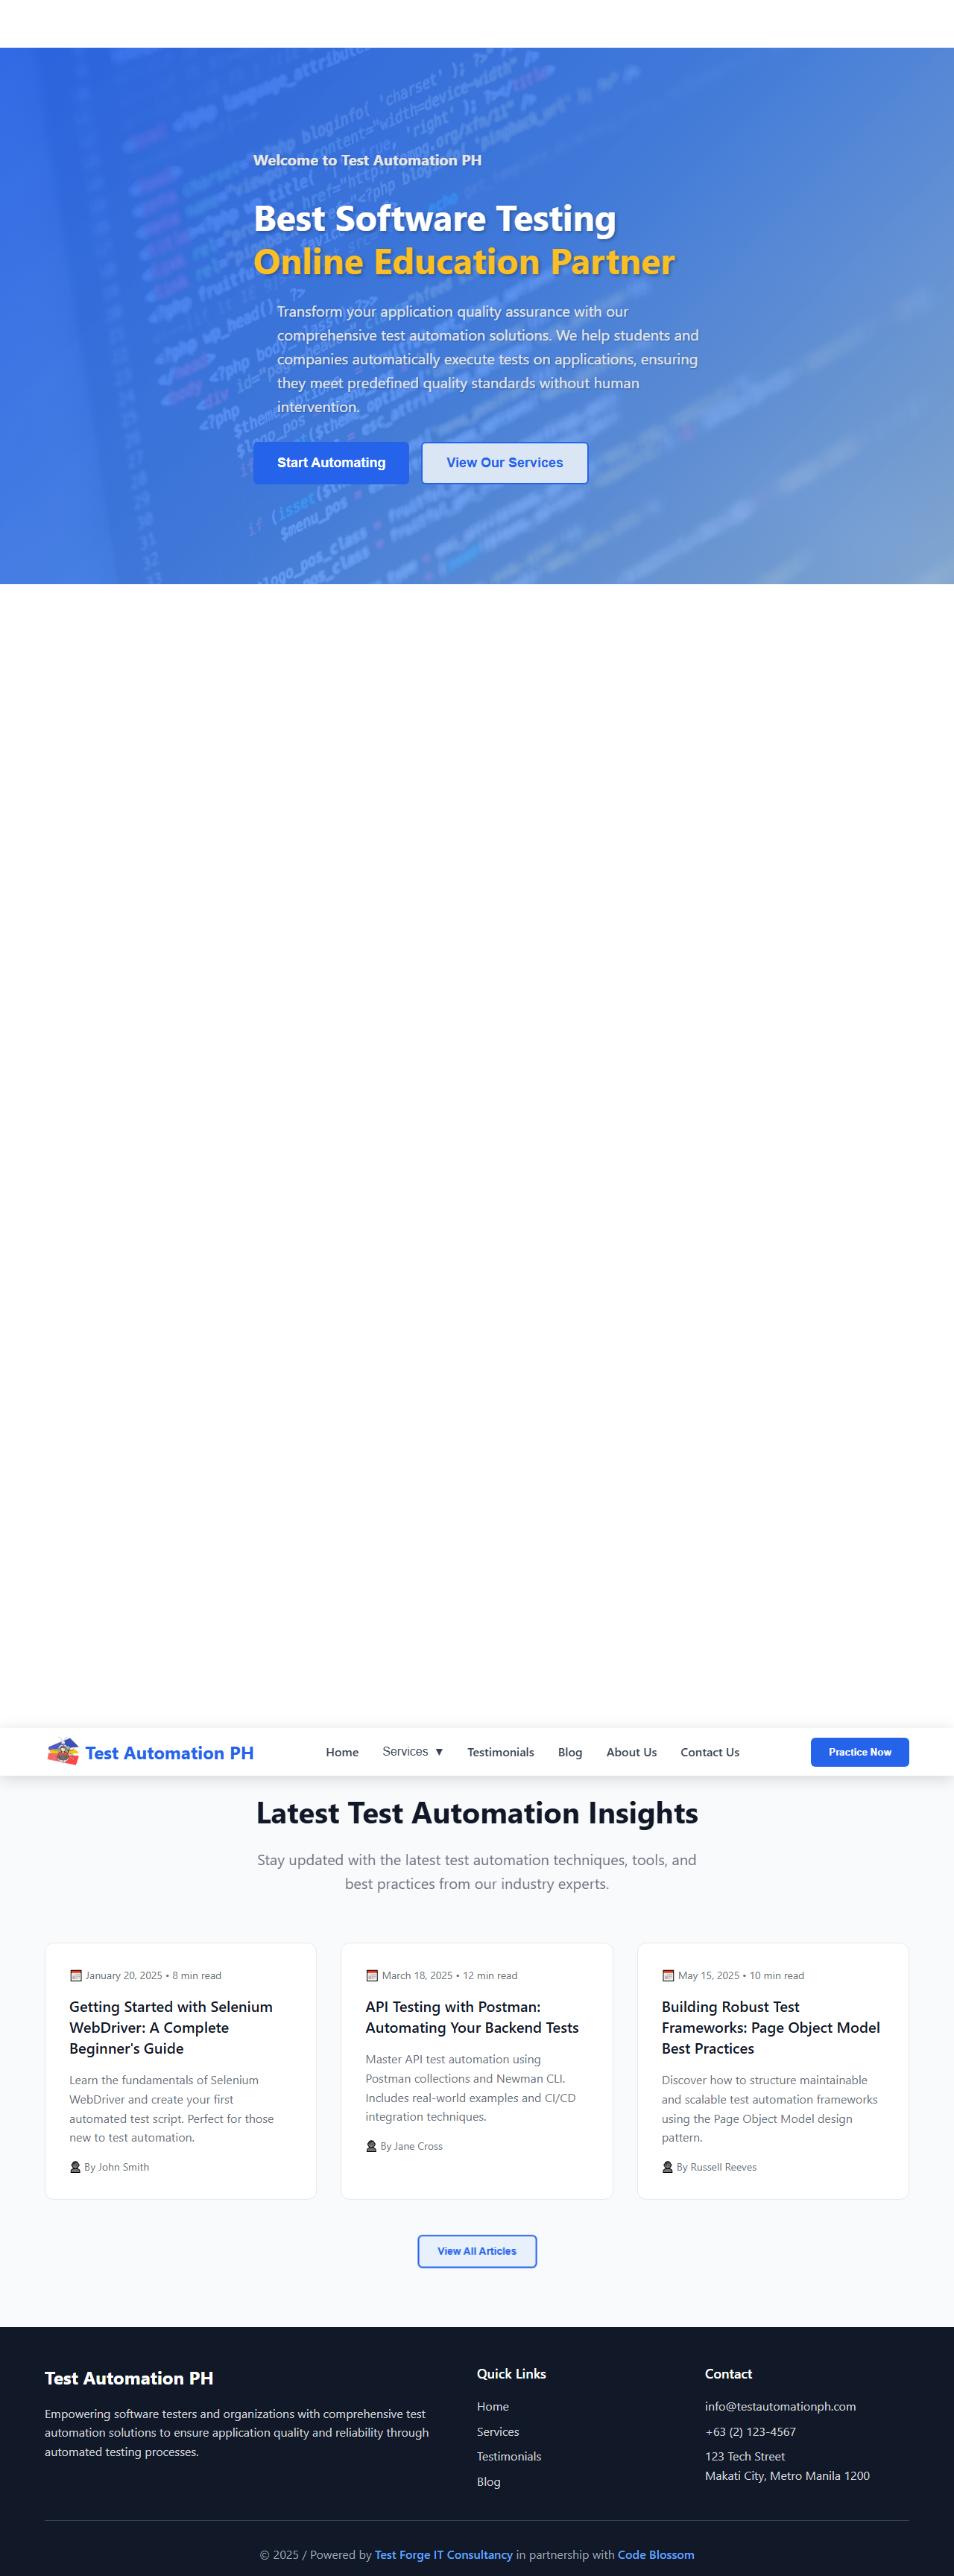 Welcome to Test Automation PH
Best Software Testing
Online Education Partner
Transform your application quality assurance with our
comprehensive test automation solutions. We help students and
companies automatically execute tests on applications, ensuring
they meet predefined quality standards without human
intervention.
Start Automating
View Our Services
Test Automation PH
Home
Services ▼
Testimonials
Blog
About Us
Contact Us
Practice Now
Latest Test Automation Insights
Stay updated with the latest test automation techniques, tools, and
best practices from our industry experts.
January 20, 2025 • 8 min read
Getting Started with Selenium
WebDriver: A Complete
Beginner's Guide
Learn the fundamentals of Selenium
WebDriver and create your first
automated test script. Perfect for those
new to test automation.
By John Smith
March 18, 2025 • 12 min read
API Testing with Postman:
Automating Your Backend Tests
Master API test automation using
Postman collections and Newman CLI.
Includes real-world examples and CI/CD
integration techniques.
By Jane Cross
May 15, 2025 • 10 min read
Building Robust Test
Frameworks: Page Object Model
Best Practices
Discover how to structure maintainable
and scalable test automation frameworks
using the Page Object Model design
pattern.
By Russell Reeves
View All Articles
Test Automation PH
Empowering software testers and organizations with comprehensive test
automation solutions to ensure application quality and reliability through
automated testing processes.
Quick Links
Home
Services
Testimonials
Blog
Contact
info@testautomationph.com
+63 (2) 123-4567
123 Tech Street
Makati City, Metro Manila 1200
© 2025 / Powered by Test Forge IT Consultancy in partnership with Code Blossom